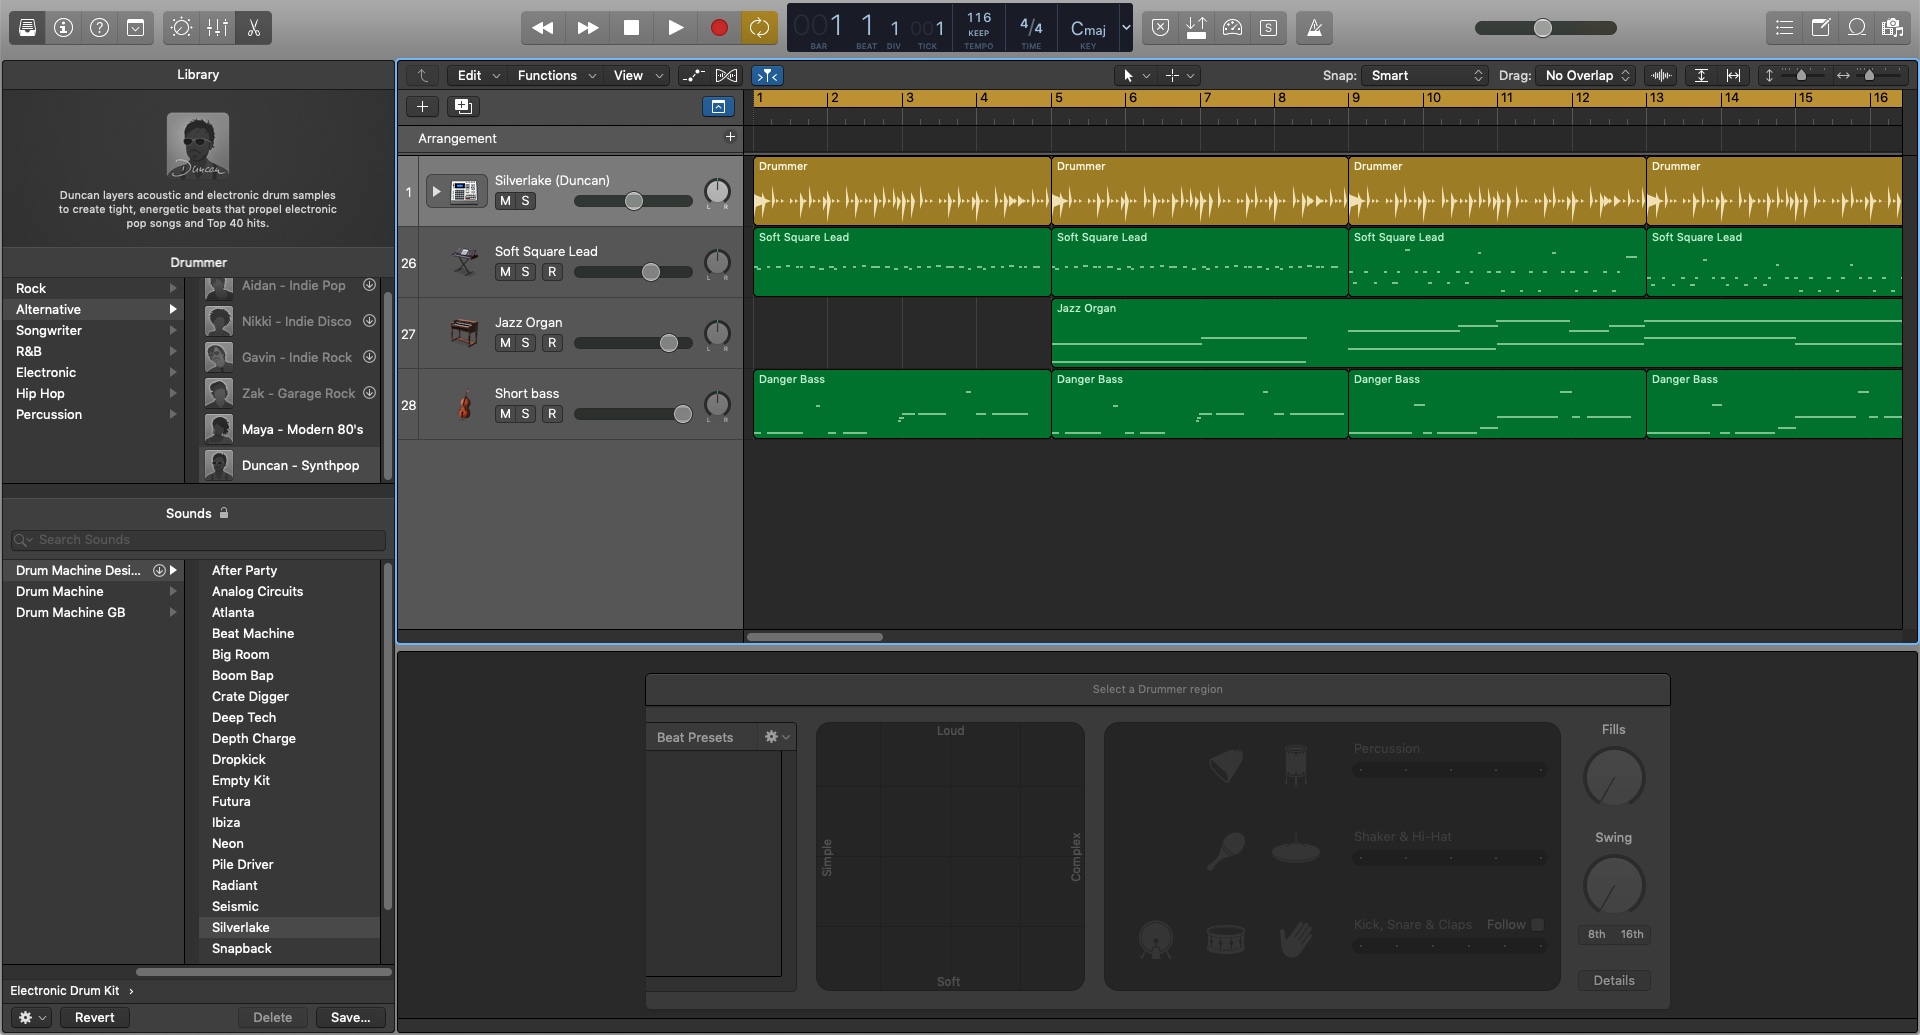 001 1 1 001
BAR BEAT DIV TICK
116
KEEP
TEMPO
4/4
TIME
Cmaj
KEY
S
Library
Duncan
Duncan layers acoustic and electronic drum samples
to create tight, energetic beats that propel electronic
pop songs and Top 40 hits.
Drummer
Rock
Alternative
Songwriter
R&B
Electronic
Hip Hop
Percussion
Aidan - Indie Pop
Nikki - Indie Disco
Gavin - Indie Rock
Zak - Garage Rock
Maya - Modern 80's
Duncan - Synthpop
Sounds
Search Sounds
Drum Machine Desi...
Drum Machine
Drum Machine GB
After Party
Analog Circuits
Atlanta
Beat Machine
Big Room
Boom Bap
Crate Digger
Deep Tech
Depth Charge
Dropkick
Empty Kit
Futura
Ibiza
Neon
Pile Driver
Radiant
Seismic
Silverlake
Snapback
Electronic Drum Kit ›
Revert Delete Save...
Edit Functions View
Snap: Smart Drag: No Overlap
1 2 3 4 5 6 7 8 9 10 11 12 13 14 15 16
Arrangement
1 Silverlake (Duncan)
M S L R
26 Soft Square Lead
M S R L R
27 Jazz Organ
M S R L R
28 Short bass
M S R L R
Drummer Drummer Drummer Drummer
Soft Square Lead Soft Square Lead Soft Square Lead Soft Square Lead
Jazz Organ
Danger Bass Danger Bass Danger Bass Danger Bass
Select a Drummer region
Beat Presets
Loud
Simple
Complex
Soft
Percussion
Shaker & Hi-Hat
Kick, Snare & Claps Follow
Fills
Swing
8th 16th
Details